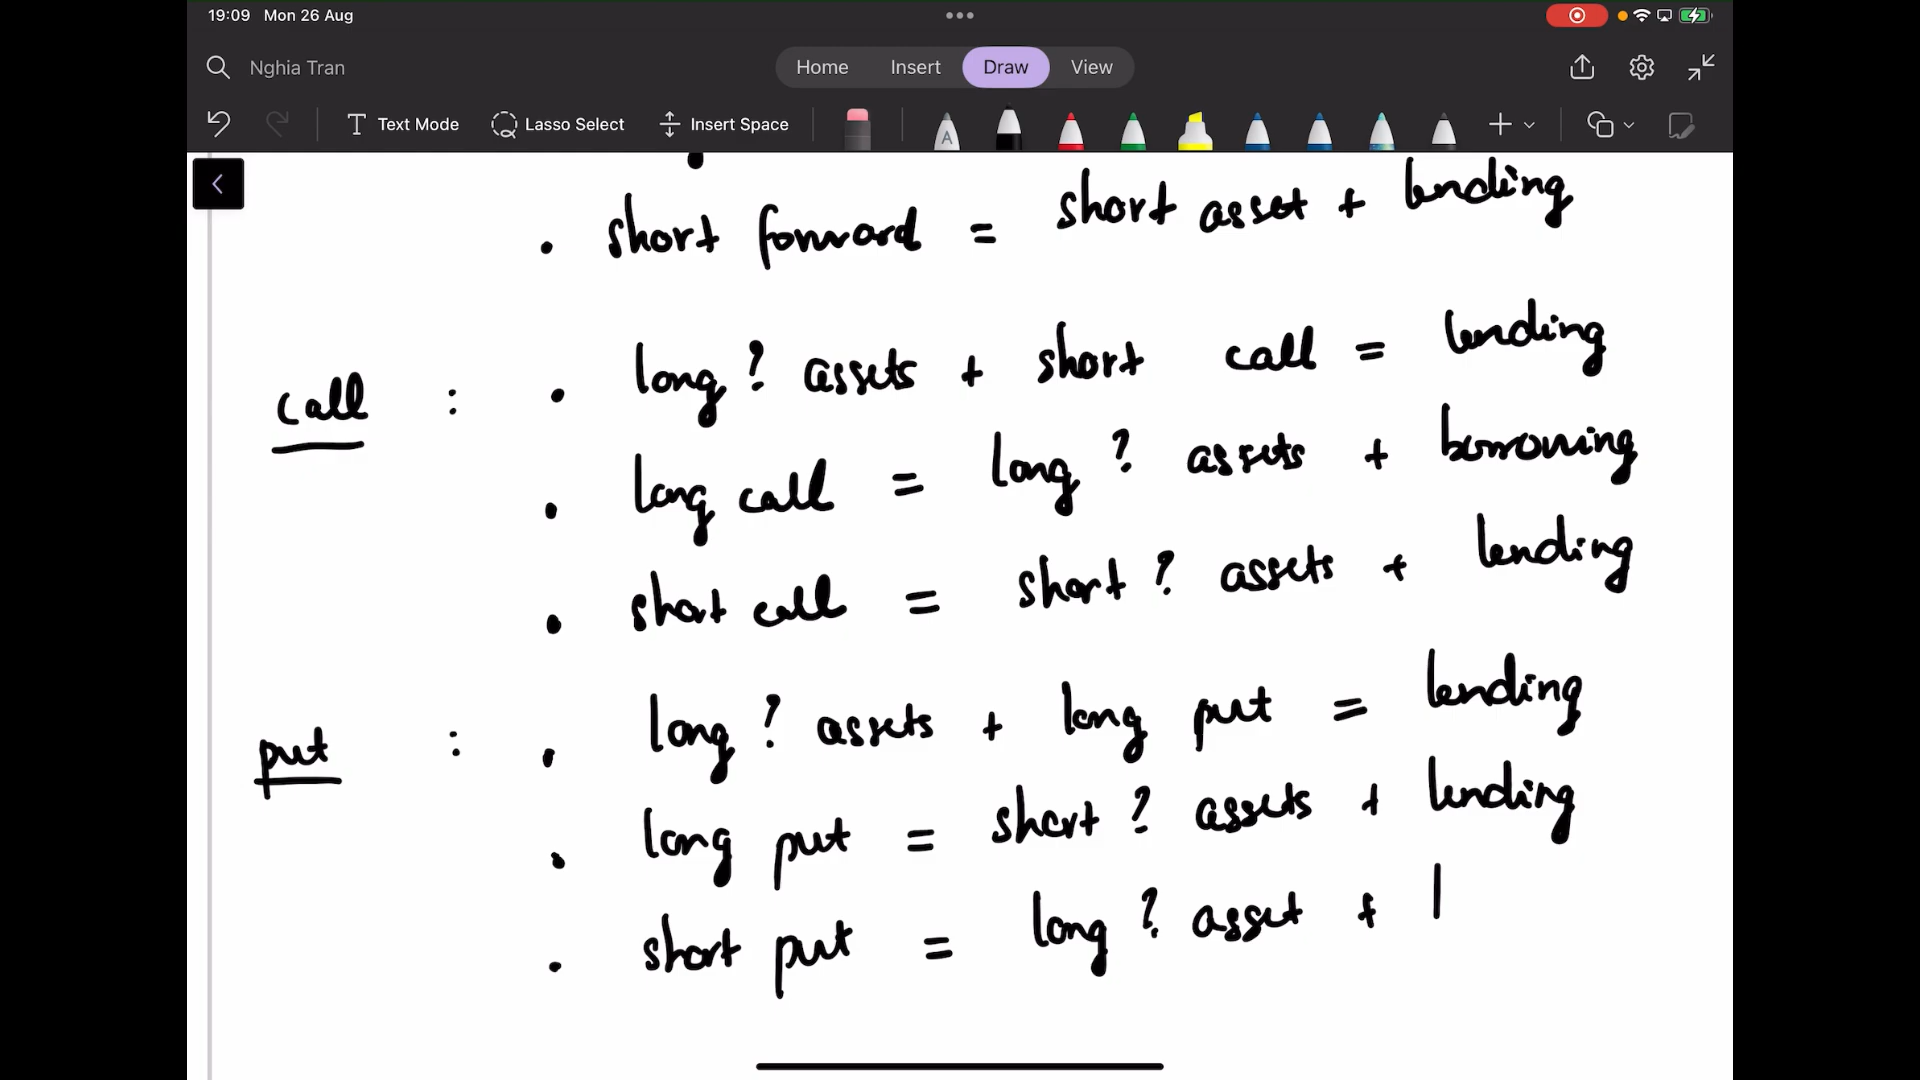 19:09 Mon 26 Aug
Nghia Tran Home Insert Draw View
Text Mode Lasso Select Insert Space A
. short forward = short asset + lending
call : . long ? assets + short call = lending
. long call = long ? assets + borrowing
. short call = short ? assets + lending
put : . long ? assets + long put = lending
. long put = short ? assets + lending
. short put = long ? asset +